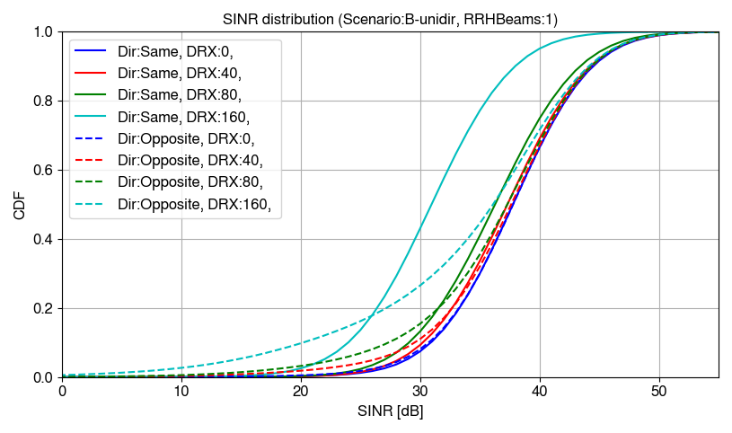 SINR distribution (Scenario:B-unidir, RRHBeams:1)
1.0
0.8
0.6
0.4
0.2
0.0
CDF
Dir:Same, DRX:0,
Dir:Same, DRX:40,
Dir:Same, DRX:80,
Dir:Same, DRX:160,
Dir:Opposite, DRX:0,
Dir:Opposite, DRX:40,
Dir:Opposite, DRX:80,
Dir:Opposite, DRX:160,
0 10 20 30 40 50
SINR [dB]